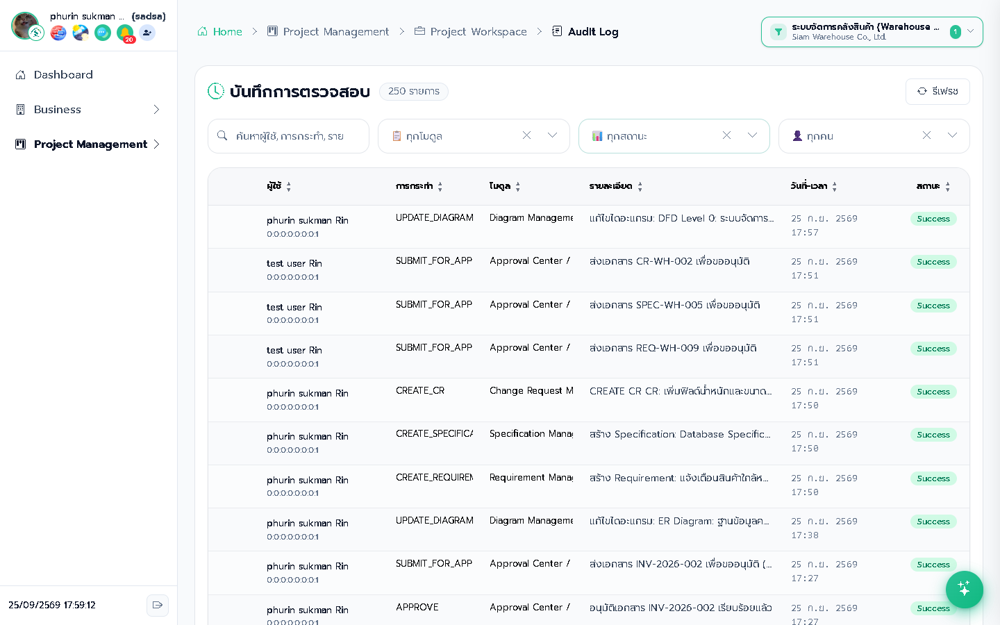 phurin sukman ... (sadsa)
20
Dashboard
Business
Project Management
25/09/2569 17:59:12
Home > Project Management > Project Workspace > Audit Log
ระบบจัดการคลังสินค้า (Warehouse ...
Siam Warehouse Co., Ltd.
1
บันทึกการตรวจสอบ 250 รายการ
รีเฟรช
ค้นหาผู้ใช้, การกระทำ, ราย
ทุกโมดูล
ทุกสถานะ
ทุกคน
ผู้ใช้ การกระทำ โมดูล รายละเอียด วันที่-เวลา สถานะ
phurin sukman Rin UPDATE_DIAGRAM Diagram Manageme แก้ไขไดอะแกรม: DFD Level 0: ระบบจัดการ... 25 ก.ย. 2569 Success
0:0:0:0:0:0:0:1 17:57
test user Rin SUBMIT_FOR_APP Approval Center / ส่งเอกสาร CR-WH-002 เพื่อขออนุมัติ 25 ก.ย. 2569 Success
0:0:0:0:0:0:0:1 17:51
test user Rin SUBMIT_FOR_APP Approval Center / ส่งเอกสาร SPEC-WH-005 เพื่อขออนุมัติ 25 ก.ย. 2569 Success
0:0:0:0:0:0:0:1 17:51
test user Rin SUBMIT_FOR_APP Approval Center / ส่งเอกสาร REQ-WH-009 เพื่อขออนุมัติ 25 ก.ย. 2569 Success
0:0:0:0:0:0:0:1 17:51
phurin sukman Rin CREATE_CR Change Request M CREATE CR CR: เพิ่มฟิลด์น้ำหนักและขนาด... 25 ก.ย. 2569 Success
0:0:0:0:0:0:0:1 17:50
phurin sukman Rin CREATE_SPECIFICA Specification Manag สร้าง Specification: Database Specific... 25 ก.ย. 2569 Success
0:0:0:0:0:0:0:1 17:50
phurin sukman Rin CREATE_REQUIREM Requirement Manag สร้าง Requirement: แจ้งเตือนสินค้าใกล้ห... 25 ก.ย. 2569 Success
0:0:0:0:0:0:0:1 17:50
phurin sukman Rin UPDATE_DIAGRAM Diagram Manageme แก้ไขไดอะแกรม: ER Diagram: ฐานข้อมูลค... 25 ก.ย. 2569 Success
0:0:0:0:0:0:0:1 17:38
phurin sukman Rin SUBMIT_FOR_APP Approval Center / ส่งเอกสาร INV-2026-002 เพื่อขออนุมัติ (... 25 ก.ย. 2569 Success
0:0:0:0:0:0:0:1 17:27
phurin sukman Rin APPROVE Approval Center / อนุมัติเอกสาร INV-2026-002 เรียบร้อยแล้ว 25 ก.ย. 2569 Success
0:0:0:0:0:0:0:1 17:27